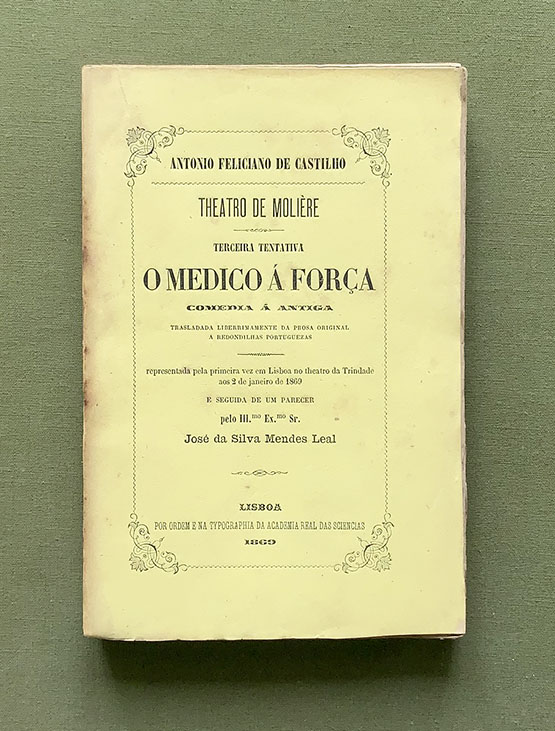 ANTONIO FELICIANO DE CASTILHO
THEATRO DE MOLIÈRE
TERCEIRA TENTATIVA
O MEDICO Á FORÇA
COMEDIA Á ANTIGA
TRASLADADA LIBERRIMAMENTE DA PROSA ORIGINAL
A REDONDILHAS PORTUGUEZAS
representada pela primeira vez em Lisboa no theatro da Trindade
aos 2 de janeiro de 1869
E SEGUIDA DE UM PARECER
pelo Ill.mo Ex.mo Sr.
José da Silva Mendes Leal
LISBOA
POR ORDEM E NA TYPOGRAPHIA DA ACADEMIA REAL DAS SCIENCIAS
1869